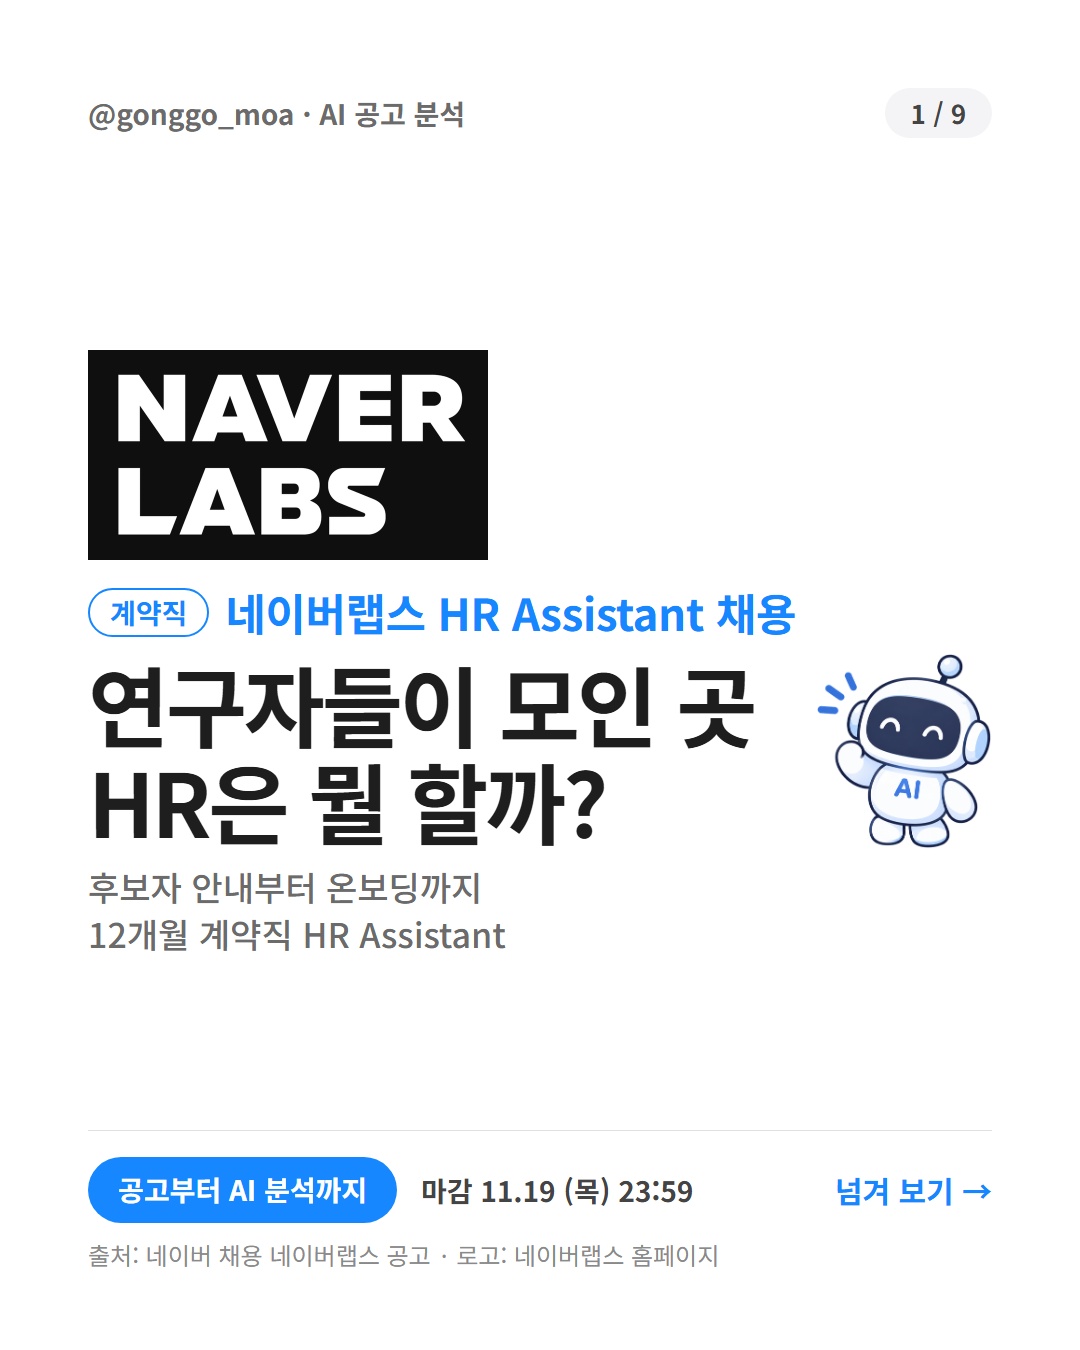 @gonggo_moa · AI 공고 분석
1 / 9
NAVER
LABS
계약직 네이버랩스 HR Assistant 채용
연구자들이 모인 곳
HR은 뭘 할까?
AI
후보자 안내부터 온보딩까지
12개월 계약직 HR Assistant
공고부터 AI 분석까지 마감 11.19 (목) 23:59 넘겨 보기 →
출처: 네이버 채용 네이버랩스 공고 · 로고: 네이버랩스 홈페이지